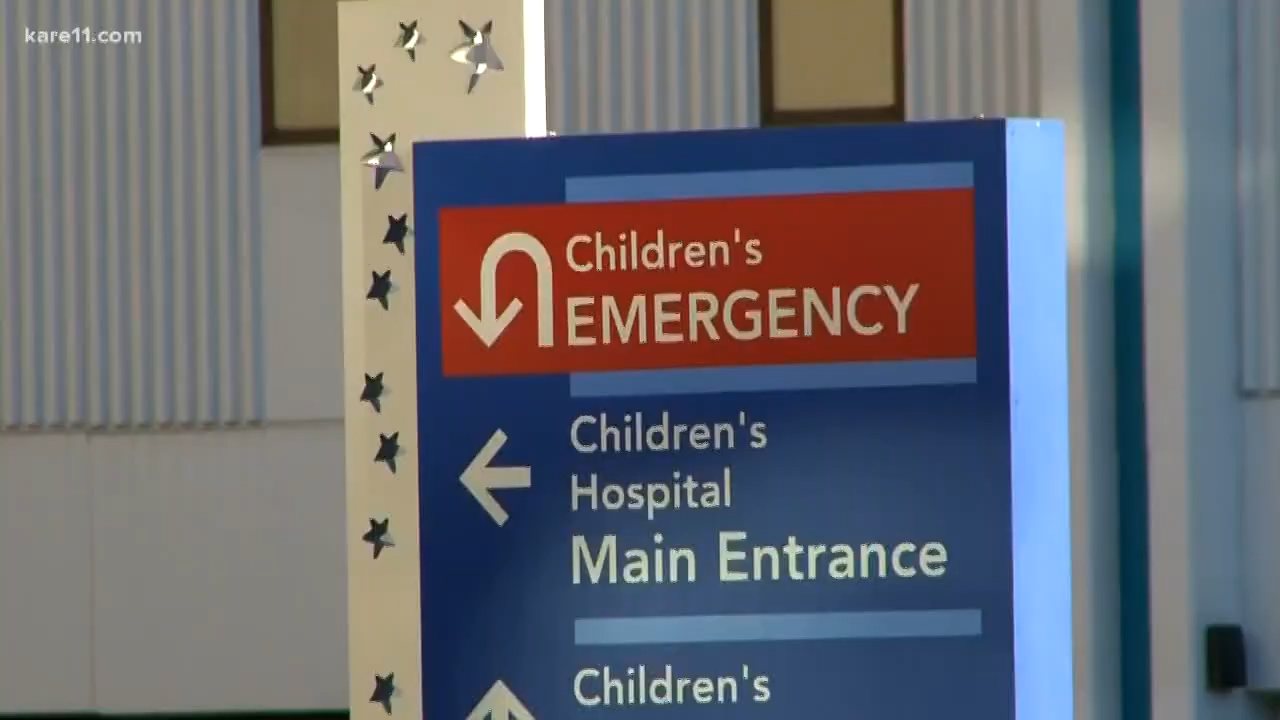 kare11.com
Children's
EMERGENCY
Children's
Hospital
Main Entrance
Children's